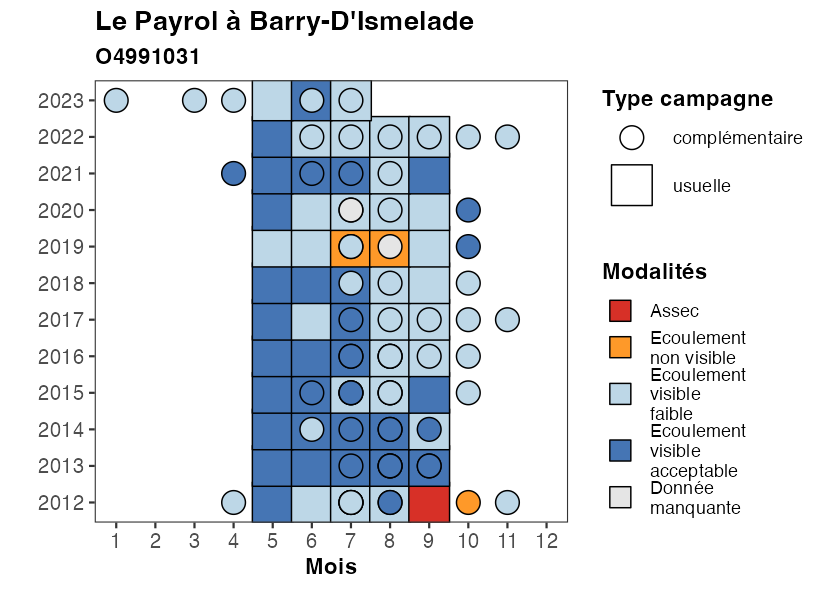 Le Payrol à Barry-D'Ismelade
O4991031
2023
2022
2021
2020
2019
2018
2017
2016
2015
2014
2013
2012
1 2 3 4 5 6 7 8 9 10 11 12
Mois
Type campagne
complémentaire
usuelle
Modalités
Assec
Ecoulement
non visible
Ecoulement
visible
faible
Ecoulement
visible
acceptable
Donnée
manquante